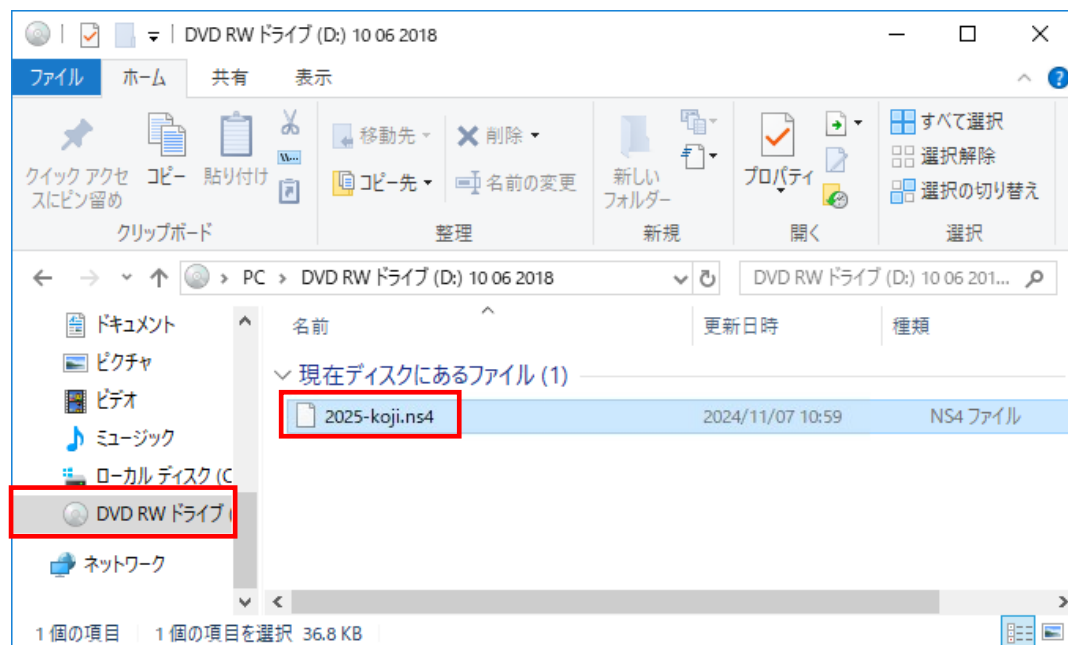 DVD RW ドライブ (D:) 10 06 2018
ファイル ホーム 共有 表示
クイック アクセスにピン留め
コピー
貼り付け
移動先
コピー先
削除
名前の変更
新しいフォルダー
プロパティ
すべて選択
選択解除
選択の切り替え
クリップボード 整理 新規 開く 選択
PC > DVD RW ドライブ (D:) 10 06 2018
DVD RW ドライブ (D:) 10 06 201...
ドキュメント
ピクチャ
ビデオ
ミュージック
ローカル ディスク (C
DVD RW ドライブ (
ネットワーク
名前 更新日時 種類
現在ディスクにあるファイル (1)
2025-koji.ns4 2024/11/07 10:59 NS4 ファイル
1 個の項目 1 個の項目を選択 36.8 KB